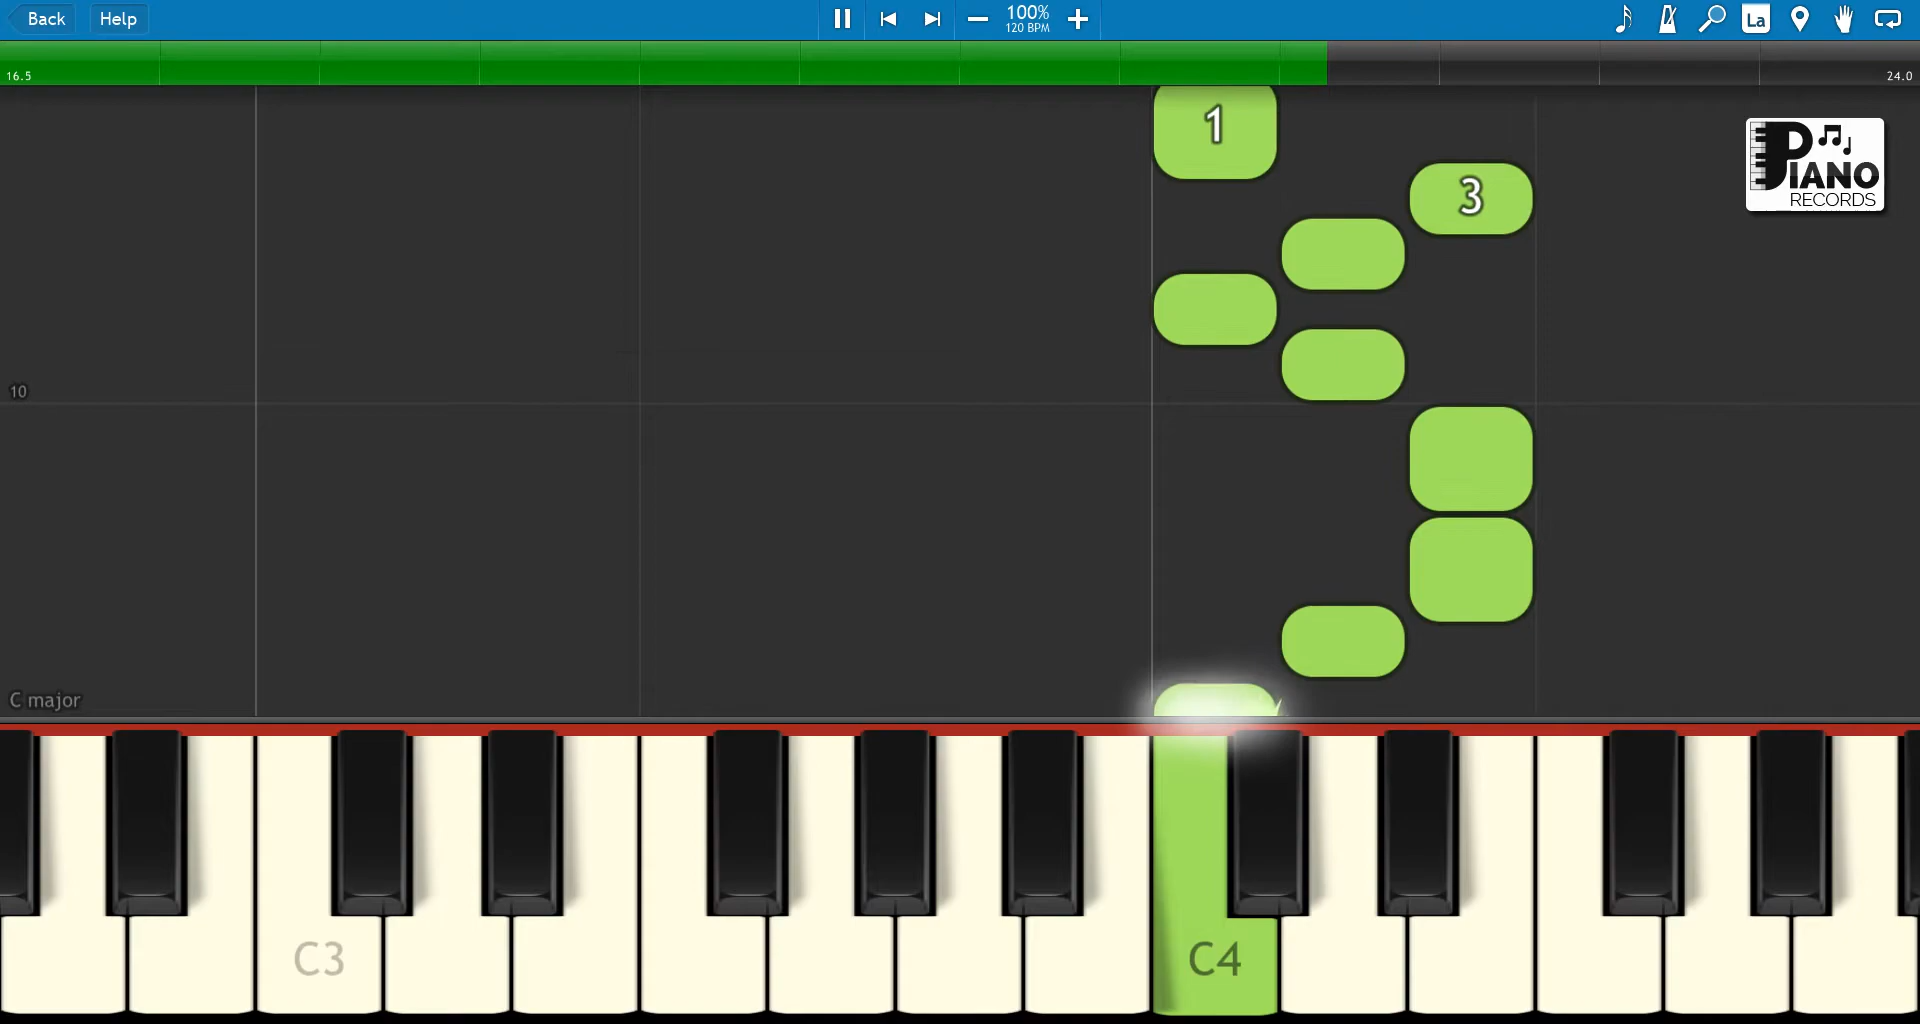 Back
Help
100%
120 BPM
La
16.5
24.0
1
PIANO
RECORDS
3
10
C major
C3
C4